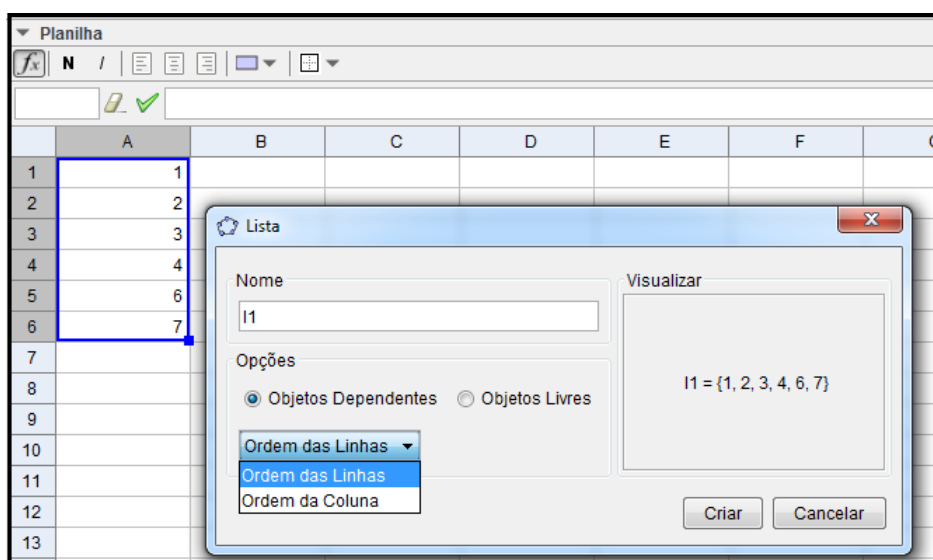 Planilha
fx N I
A B C D E F
1 1
2 2
3 3
4 4
5 6
6 7
7
8
9
10
11
12
13
Lista
x
Nome
l1
Opções
Objetos Dependentes Objetos Livres
Ordem das Linhas
Ordem das Linhas
Ordem da Coluna
Visualizar
l1 = {1, 2, 3, 4, 6, 7}
Criar Cancelar